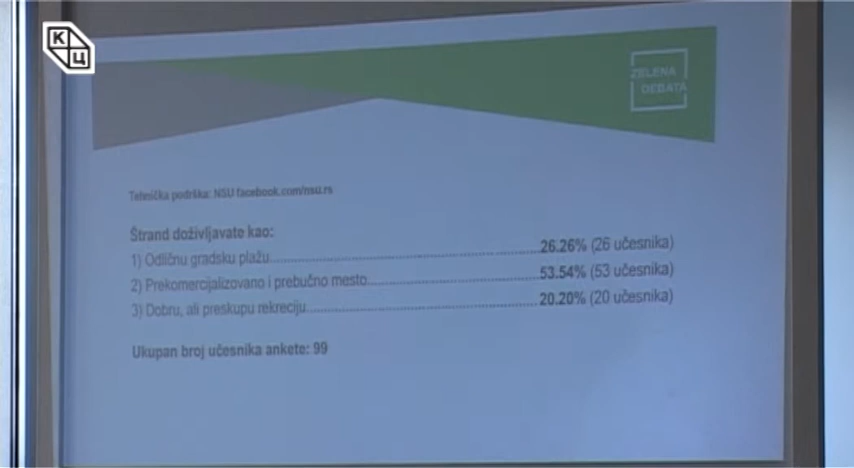 КЦ
ZELENA
DEBATA
Tehnička podrška: NSU facebook.com/nsu.rs
Štrand doživljavate kao:
1) Odličnu gradsku plažu........26.26% (26 učesnika)
2) Prekomercijalizovano i prebučno mesto........53.54% (53 učesnika)
3) Dobru, ali preskupu rekreciju........20.20% (20 učesnika)
Ukupan broj učesnika ankete: 99